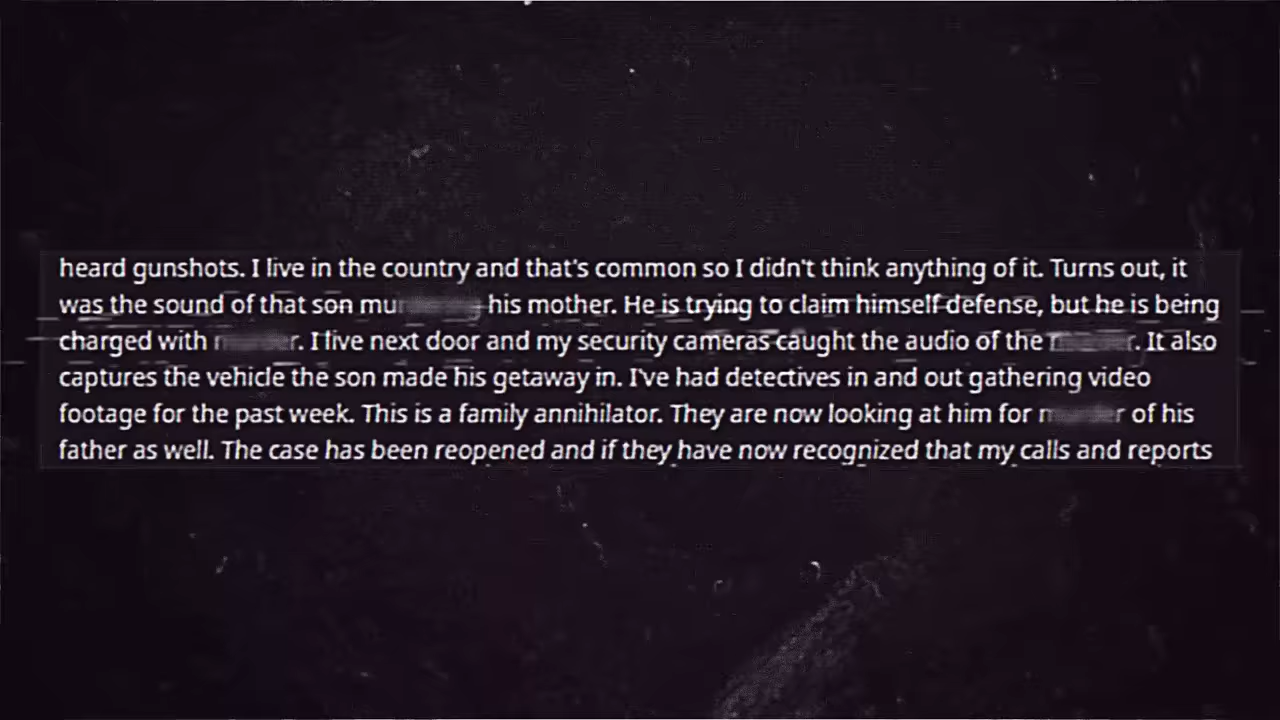 heard gunshots. I live in the country and that's common so I didn't think anything of it. Turns out, it
was the sound of that son mu his mother. He is trying to claim himself defense, but he is being
charged with r. I live next door and my security cameras caught the audio of the r. It also
captures the vehicle the son made his getaway in. I've had detectives in and out gathering video
footage for the past week. This is a family annihilator. They are now looking at him for m r of his
father as well. The case has been reopened and if they have now recognized that my calls and reports